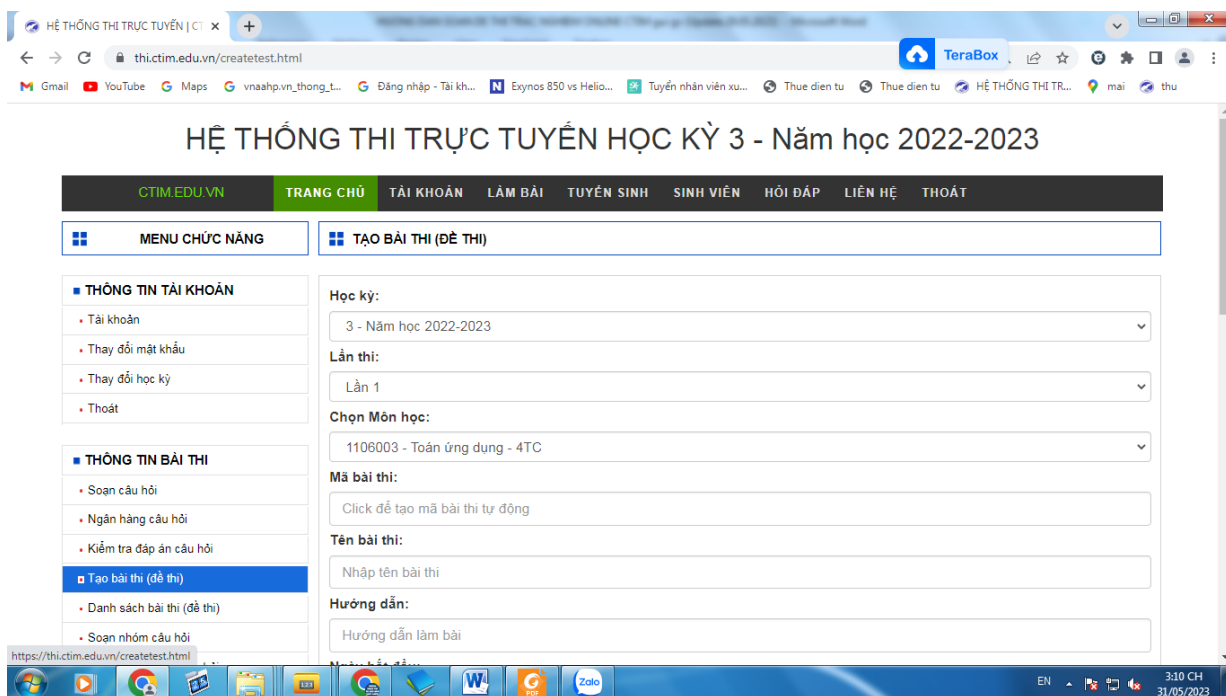 HỆ THỐNG THI TRỰC TUYẾN | CT
thi.ctim.edu.vn/createtest.html
TeraBox
Gmail YouTube Maps vnaahp.vn_thong_t... Đăng nhập - Tài kh... Exynos 850 vs Helio... Tuyển nhân viên xu... Thue dien tu Thue dien tu HỆ THỐNG THI TR... mai thu
HỆ THỐNG THI TRỰC TUYẾN HỌC KỲ 3 - Năm học 2022-2023
CTIM.EDU.VN TRANG CHỦ TÀI KHOẢN LÀM BÀI TUYỂN SINH SINH VIÊN HỎI ĐÁP LIÊN HỆ THOÁT
MENU CHỨC NĂNG
TẠO BÀI THI (ĐỀ THI)
THÔNG TIN TÀI KHOẢN
Tài khoản
Thay đổi mật khẩu
Thay đổi học kỳ
Thoát
THÔNG TIN BÀI THI
Soạn câu hỏi
Ngân hàng câu hỏi
Kiểm tra đáp án câu hỏi
Tạo bài thi (đề thi)
Danh sách bài thi (đề thi)
Soạn nhóm câu hỏi
Học kỳ:
3 - Năm học 2022-2023
Lần thi:
Lần 1
Chọn Môn học:
1106003 - Toán ứng dụng - 4TC
Mã bài thi:
Click để tạo mã bài thi tự động
Tên bài thi:
Nhập tên bài thi
Hướng dẫn:
Hướng dẫn làm bài
Ngày bắt đầu:
https://thi.ctim.edu.vn/createtest.html
123
PDF
Zalo
EN
3:10 CH
31/05/2023